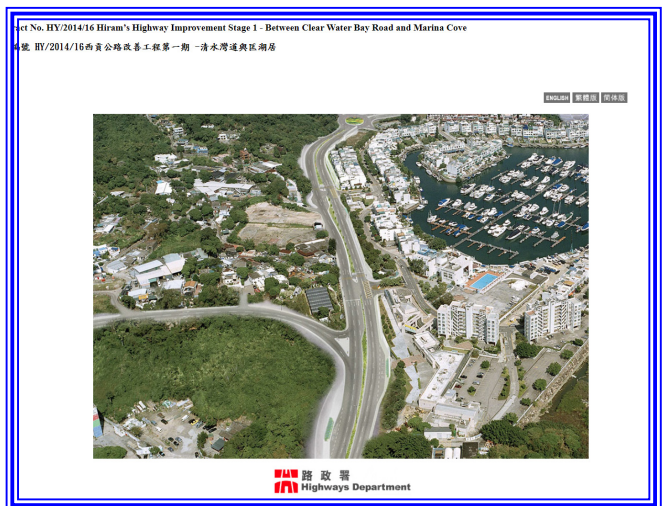 ract No. HY/2014/16 Hiram's Highway Improvement Stage 1 - Between Clear Water Bay Road and Marina Cove
號 HY/2014/16西貢公路改善工程第一期 -清水灣道與匡湖居
ENGLISH 繁體版 简体版
路政署
Highways Department